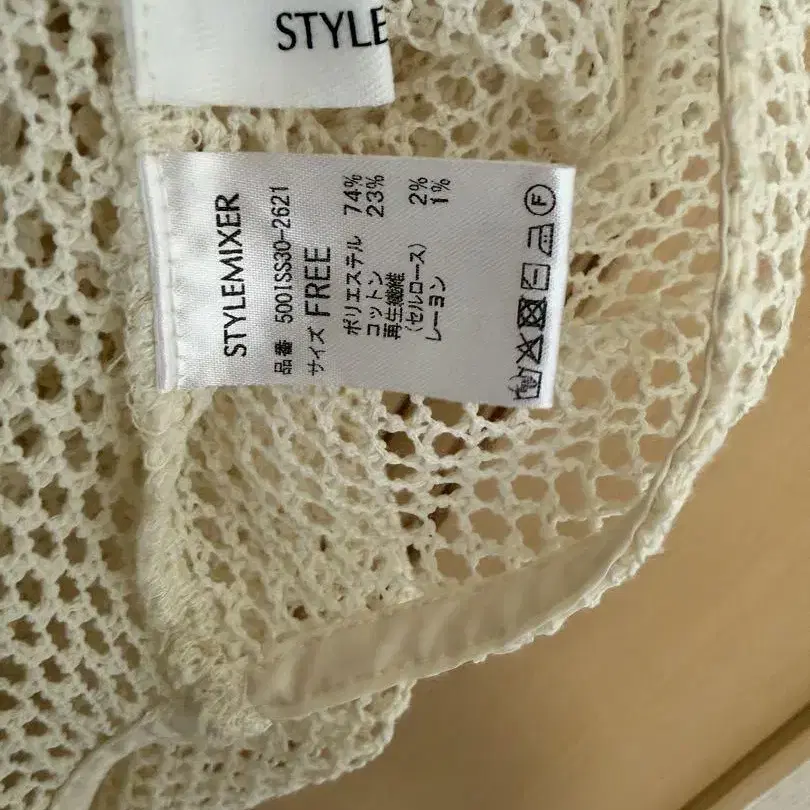 STYLE
STYLEMIXER
品番 5001SS30-2621
サイズ FREE
ポリエステル 74%
コットン 23%
再生繊維
(セルロース) 2%
レーヨン 1%
F